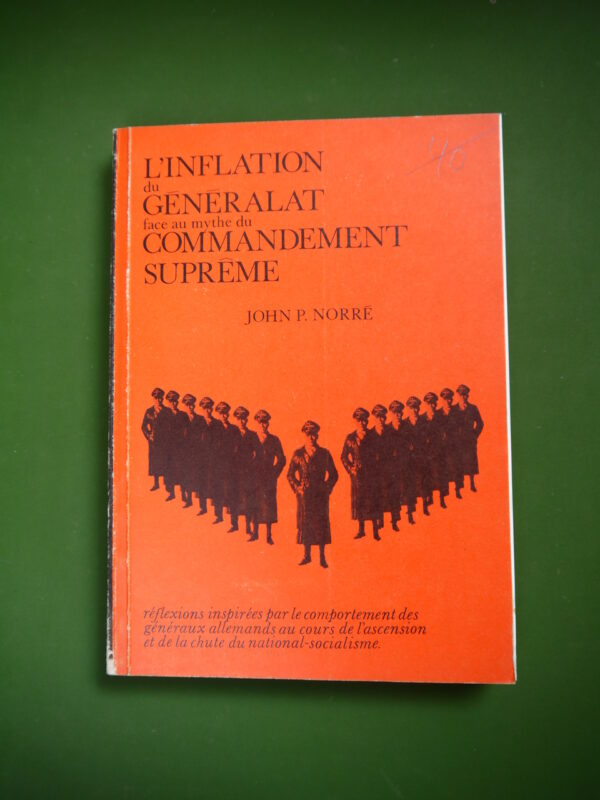 L'INFLATION
du
GÉNÉRALAT
face au mythe du
COMMANDEMENT
SUPRÊME
JOHN P. NORRÉ
réflexions inspirées par le comportement des
généraux allemands au cours de l'ascension
et de la chute du national-socialisme.